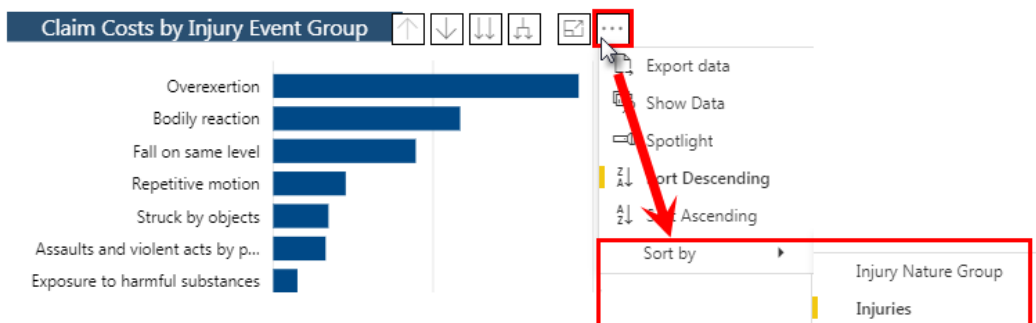 Claim Costs by Injury Event Group
Overexertion
Bodily reaction
Fall on same level
Repetitive motion
Struck by objects
Assaults and violent acts by p...
Exposure to harmful substances
Export data
Show Data
Spotlight
Sort Descending
Ascending
Sort by
Injury Nature Group
Injuries